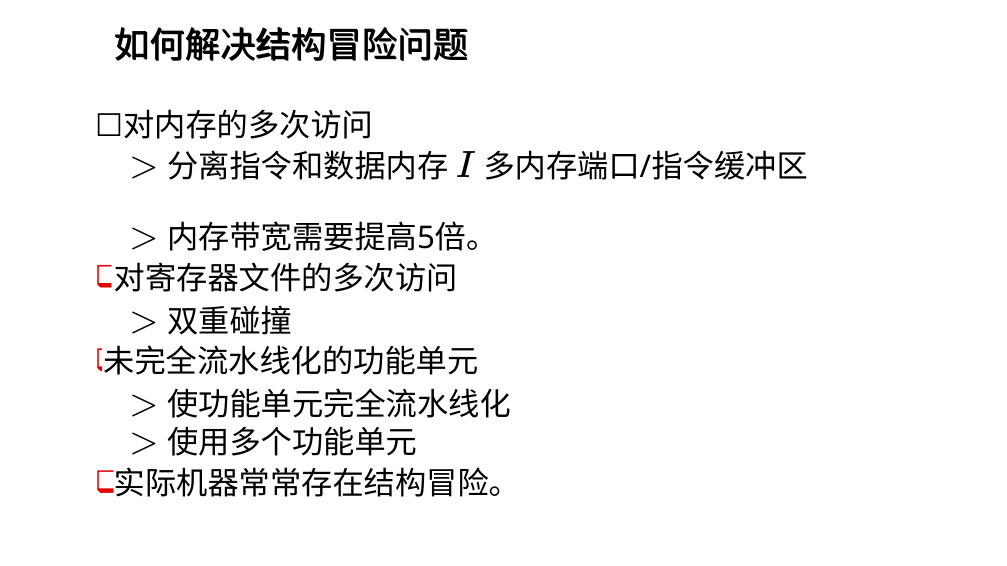 如何解决结构冒险问题
□对内存的多次访问
> 分离指令和数据内存 I 多内存端口/指令缓冲区
> 内存带宽需要提高5倍。
对寄存器文件的多次访问
> 双重碰撞
未完全流水线化的功能单元
> 使功能单元完全流水线化
> 使用多个功能单元
实际机器常常存在结构冒险。